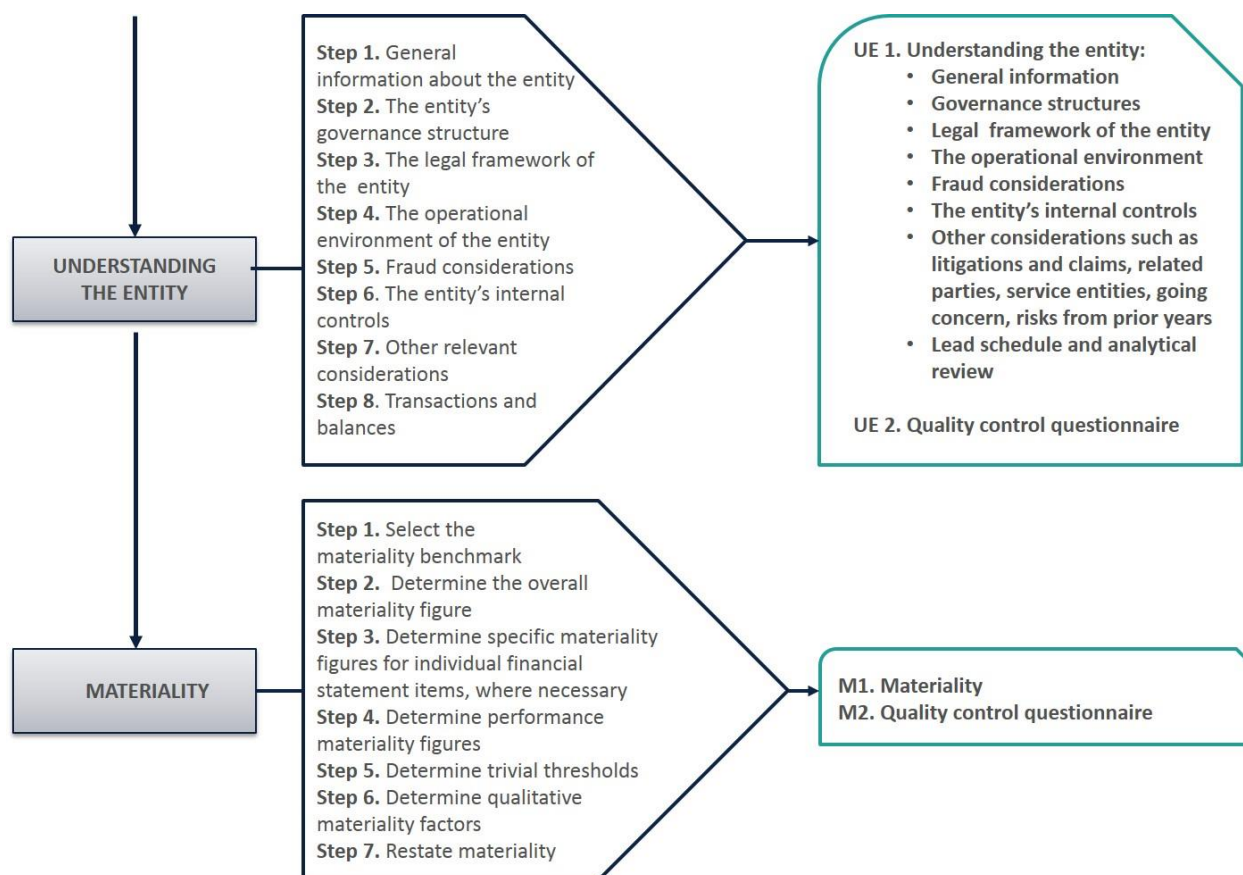 UNDERSTANDING
THE ENTITY
Step 1. General
information about the entity
Step 2. The entity's
governance structure
Step 3. The legal framework of
the entity
Step 4. The operational
environment of the entity
Step 5. Fraud considerations
Step 6. The entity's internal
controls
Step 7. Other relevant
considerations
Step 8. Transactions and
balances
UE 1. Understanding the entity:
• General information
• Governance structures
• Legal framework of the entity
• The operational environment
• Fraud considerations
• The entity's internal controls
• Other considerations such as
litigations and claims, related
parties, service entities, going
concern, risks from prior years
• Lead schedule and analytical
review
UE 2. Quality control questionnaire
MATERIALITY
Step 1. Select the
materiality benchmark
Step 2. Determine the overall
materiality figure
Step 3. Determine specific materiality
figures for individual financial
statement items, where necessary
Step 4. Determine performance
materiality figures
Step 5. Determine trivial thresholds
Step 6. Determine qualitative
materiality factors
Step 7. Restate materiality
M1. Materiality
M2. Quality control questionnaire